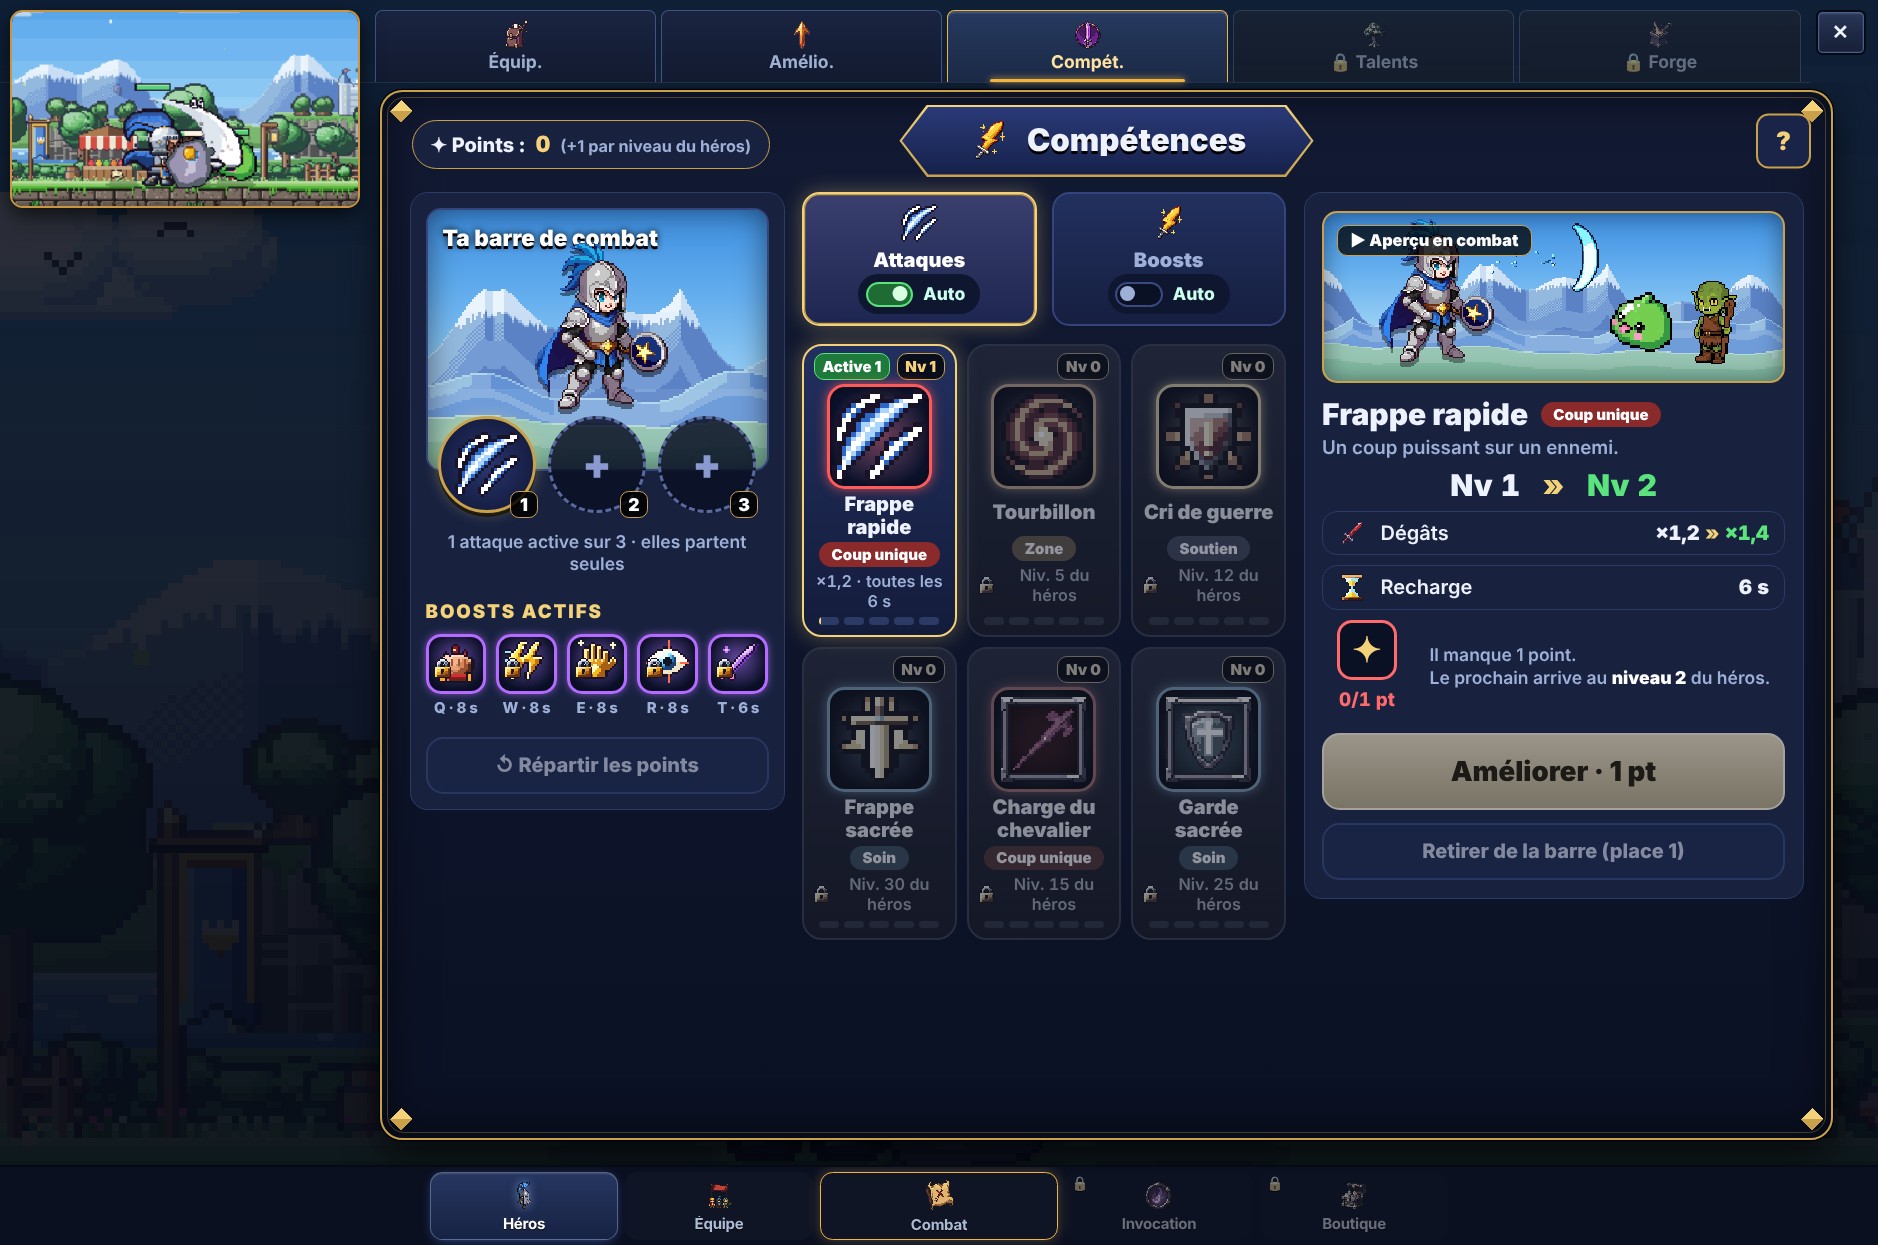 Équip.
Amélio.
Compét.
Talents
Forge
×
✦ Points : 0 (+1 par niveau du héros)
Compétences
?
Ta barre de combat
1
2
3
1 attaque active sur 3 · elles partent
seules
BOOSTS ACTIFS
Q · 8 s
W · 8 s
E · 8 s
R · 8 s
T · 6 s
↺ Répartir les points
Attaques
Auto
Boosts
Auto
Active 1
Nv 1
Frappe
rapide
Coup unique
×1,2 · toutes les
6 s
Nv 0
Tourbillon
Zone
Niv. 5 du
héros
Nv 0
Cri de guerre
Soutien
Niv. 12 du
héros
Nv 0
Frappe
sacrée
Soin
Niv. 30 du
héros
Nv 0
Charge du
chevalier
Coup unique
Niv. 15 du
héros
Nv 0
Garde
sacrée
Soin
Niv. 25 du
héros
▶ Aperçu en combat
Frappe rapide Coup unique
Un coup puissant sur un ennemi.
Nv 1 » Nv 2
Dégâts ×1,2 » ×1,4
Recharge 6 s
0/1 pt
Il manque 1 point.
Le prochain arrive au niveau 2 du héros.
Améliorer · 1 pt
Retirer de la barre (place 1)
Héros
Équipe
Combat
Invocation
Boutique